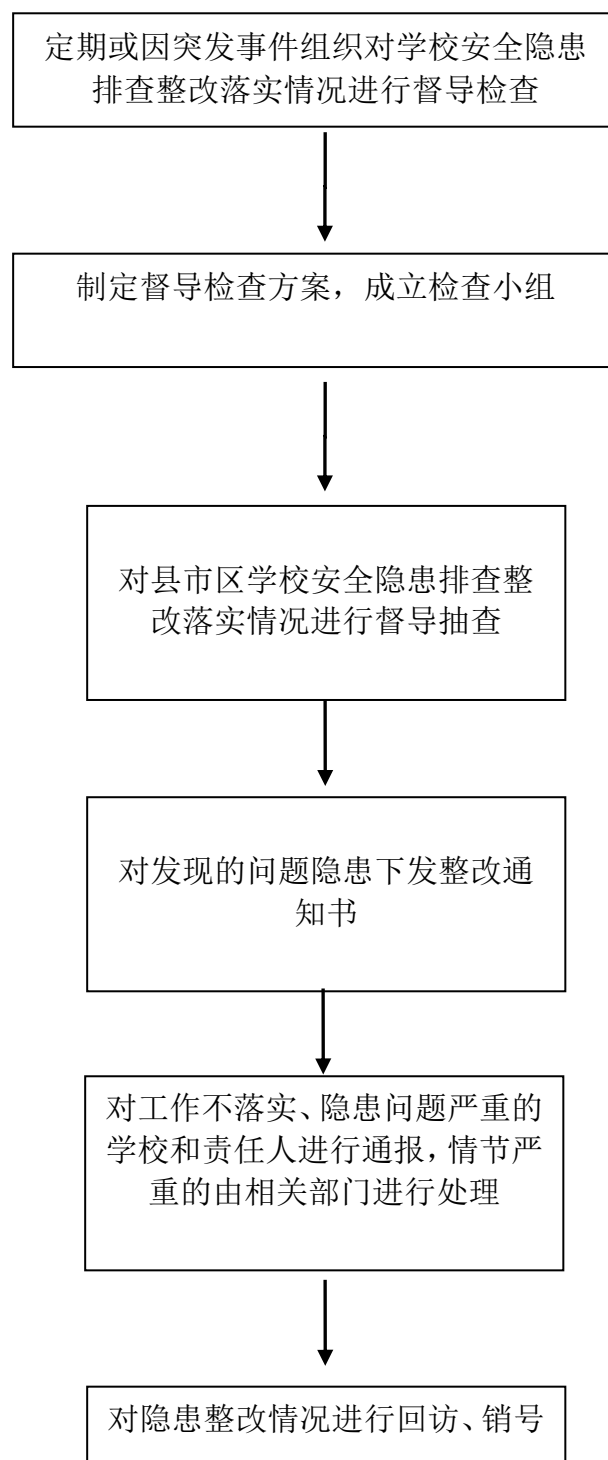 定期或因突发事件组织对学校安全隐患
排查整改落实情况进行督导检查
制定督导检查方案，成立检查小组
对县市区学校安全隐患排查整
改落实情况进行督导抽查
对发现的问题隐患下发整改通
知书
对工作不落实、隐患问题严重的
学校和责任人进行通报，情节严
重的由相关部门进行处理
对隐患整改情况进行回访、销号